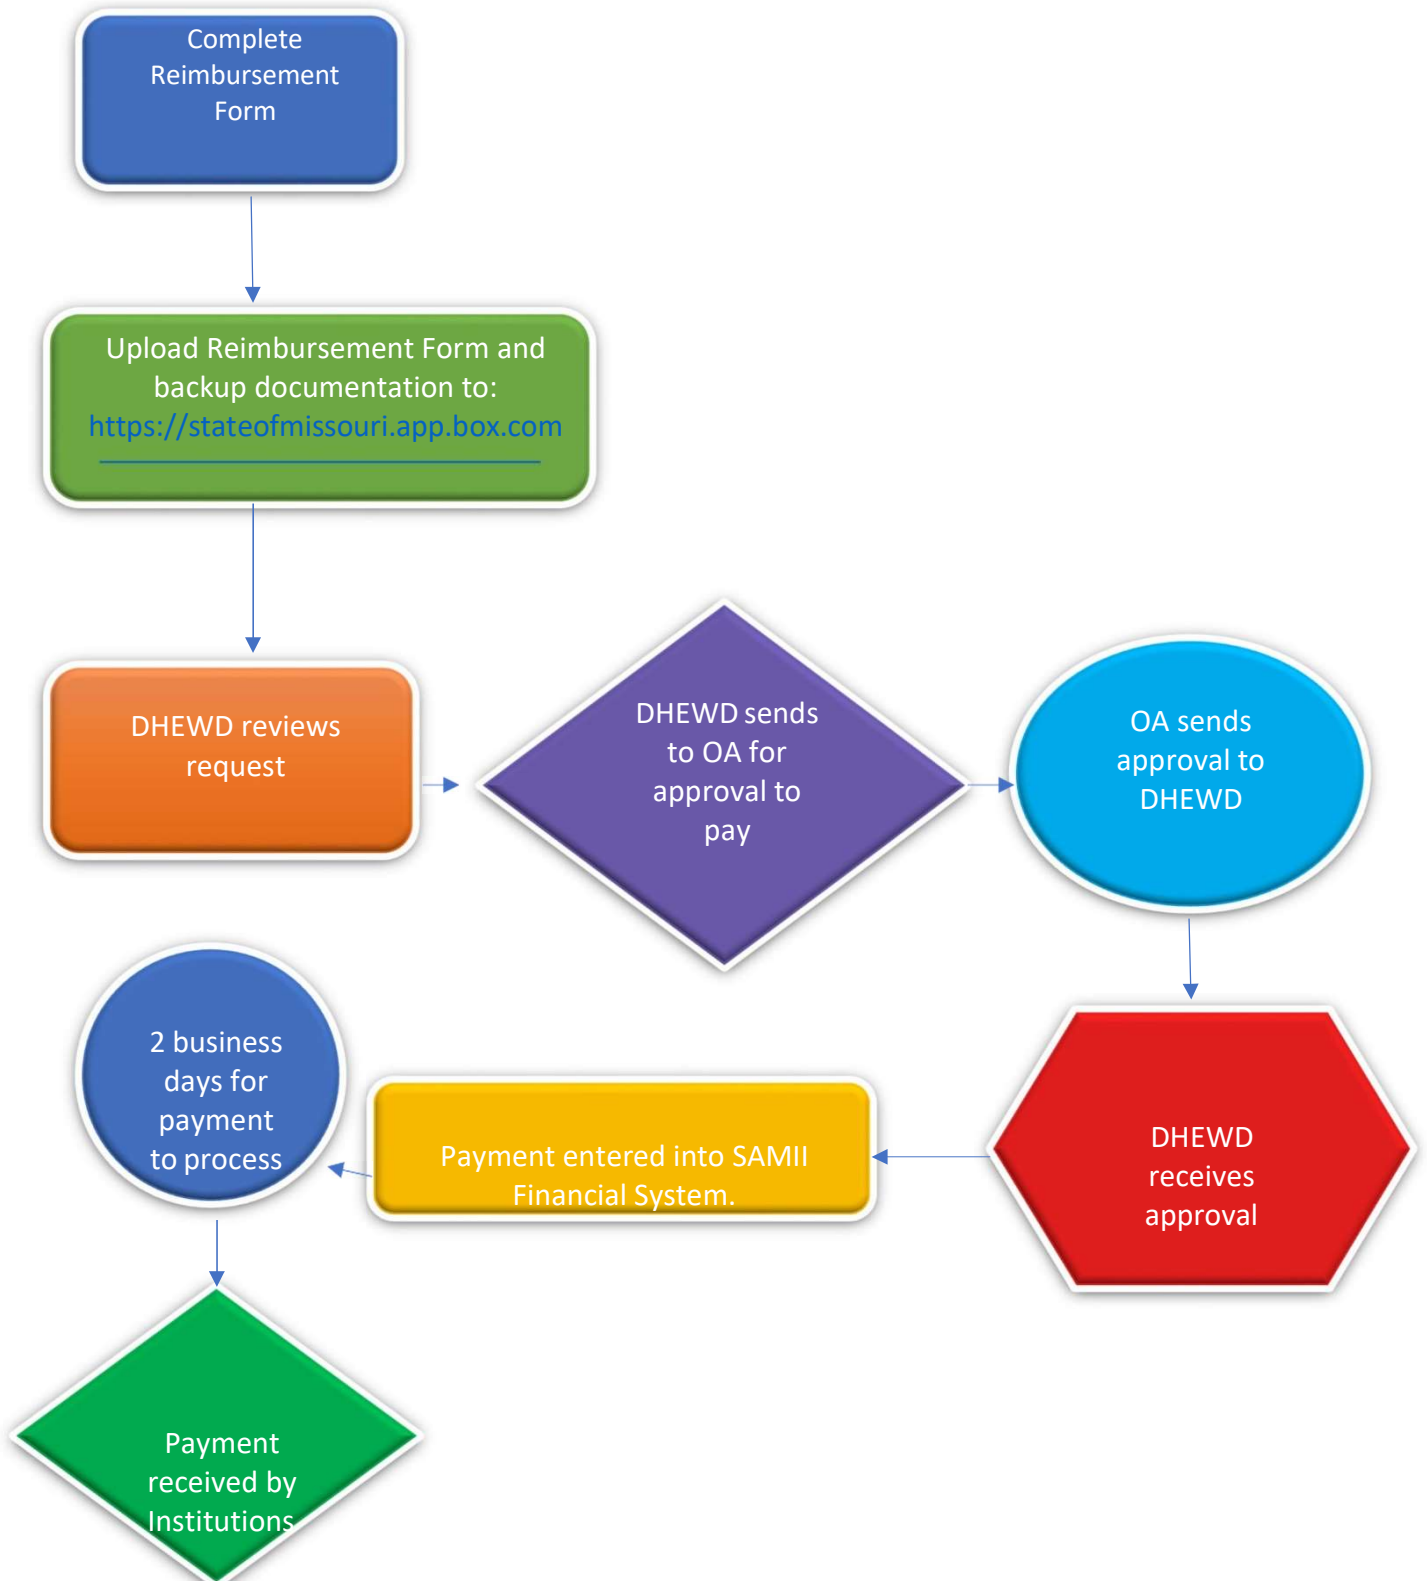 Complete
Reimbursement
Form
Upload Reimbursement Form and
backup documentation to:
https://stateofmissouri.app.box.com
DHEWD reviews
request
DHEWD sends
to OA for
approval to
pay
OA sends
approval to
DHEWD
DHEWD
receives
approval
Payment entered into SAMII
Financial System.
2 business
days for
payment
to process
Payment
received by
Institutions